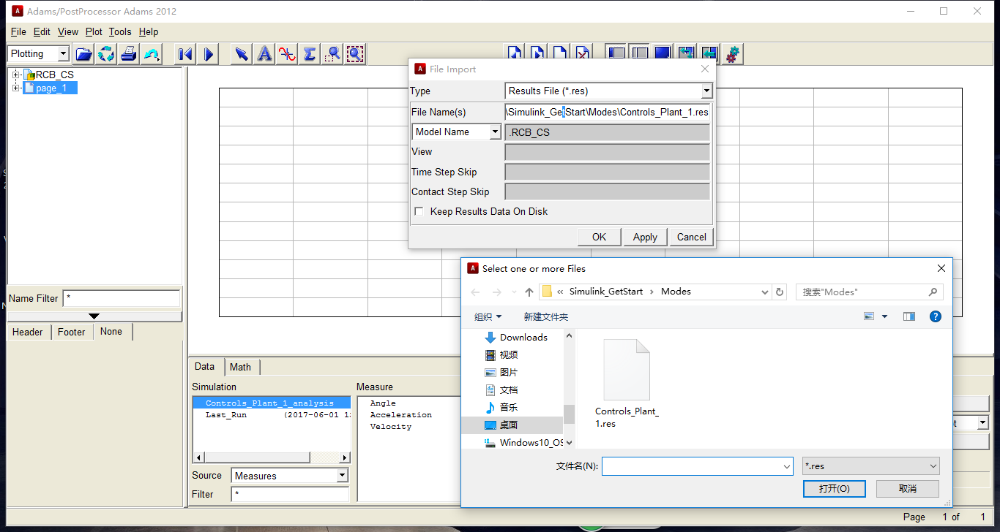 Adams/PostProcessor Adams 2012
File Edit View Plot Tools Help
Plotting
RCB_CS
page_1
Name Filter *
Header Footer None
File Import
Type Results File (*.res)
File Name(s) \Simulink_GetStart\Modes\Controls_Plant_1.res
Model Name .RCB_CS
View
Time Step Skip
Contact Step Skip
Keep Results Data On Disk
OK Apply Cancel
Data Math
Simulation
Controls_Plant_1_analysis
Last_Run (2017-06-01 1
Source Measures
Filter *
Measure
Angle
Acceleration
Velocity
Select one or more Files
« Simulink_GetStart › Modes
搜索"Modes"
组织 新建文件夹
Downloads
视频
图片
文档
音乐
桌面
Windows10_OS
Controls_Plant_
1.res
文件名(N):
*.res
打开(O) 取消
Page 1 of 1